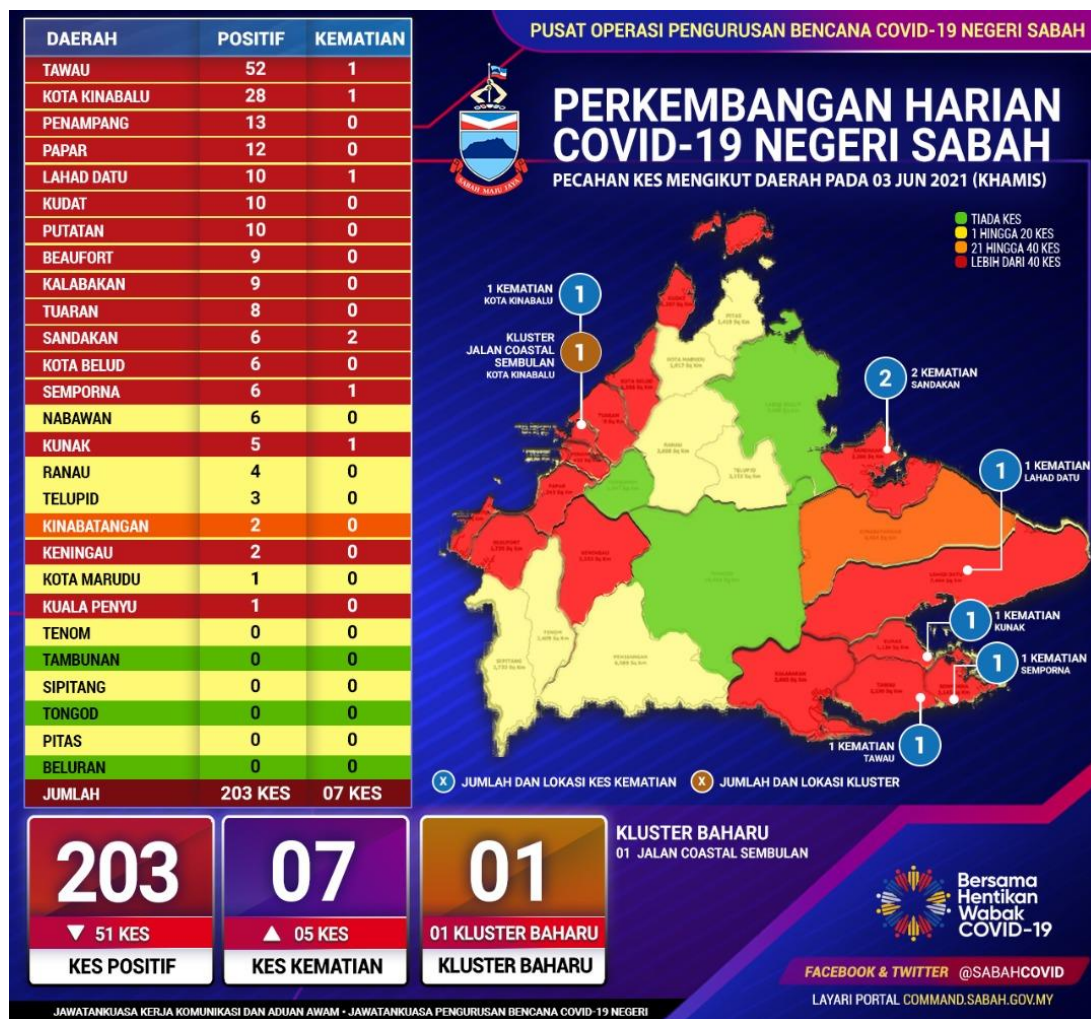 PUSAT OPERASI PENGURUSAN BENCANA COVID-19 NEGERI SABAH
PERKEMBANGAN HARIAN
COVID-19 NEGERI SABAH
PECAHAN KES MENGIKUT DAERAH PADA 03 JUN 2021 (KHAMIS)
SABAH MAJU JAYA
DAERAH POSITIF KEMATIAN
TAWAU 52 1
KOTA KINABALU 28 1
PENAMPANG 13 0
PAPAR 12 0
LAHAD DATU 10 1
KUDAT 10 0
PUTATAN 10 0
BEAUFORT 9 0
KALABAKAN 9 0
TUARAN 8 0
SANDAKAN 6 2
KOTA BELUD 6 0
SEMPORNA 6 1
NABAWAN 6 0
KUNAK 5 1
RANAU 4 0
TELUPID 3 0
KINABATANGAN 2 0
KENINGAU 2 0
KOTA MARUDU 1 0
KUALA PENYU 1 0
TENOM 0 0
TAMBUNAN 0 0
SIPITANG 0 0
TONGOD 0 0
PITAS 0 0
BELURAN 0 0
JUMLAH 203 KES 07 KES
TIADA KES
1 HINGGA 20 KES
21 HINGGA 40 KES
LEBIH DARI 40 KES
1 KEMATIAN
KOTA KINABALU
1
KLUSTER
JALAN COASTAL
SEMBULAN
KOTA KINABALU
1
2
2 KEMATIAN
SANDAKAN
1
1 KEMATIAN
LAHAD DATU
1
1 KEMATIAN
KUNAK
1
1 KEMATIAN
SEMPORNA
1 KEMATIAN
TAWAU
1
X JUMLAH DAN LOKASI KES KEMATIAN
X JUMLAH DAN LOKASI KLUSTER
203
▼ 51 KES
KES POSITIF
07
▲ 05 KES
KES KEMATIAN
01
01 KLUSTER BAHARU
KLUSTER BAHARU
KLUSTER BAHARU
01 JALAN COASTAL SEMBULAN
Bersama
Hentikan
Wabak
COVID-19
FACEBOOK & TWITTER @SABAHCOVID
LAYARI PORTAL COMMAND.SABAH.GOV.MY
JAWATANKUASA KERJA KOMUNIKASI DAN ADUAN AWAM • JAWATANKUASA PENGURUSAN BENCANA COVID-19 NEGERI